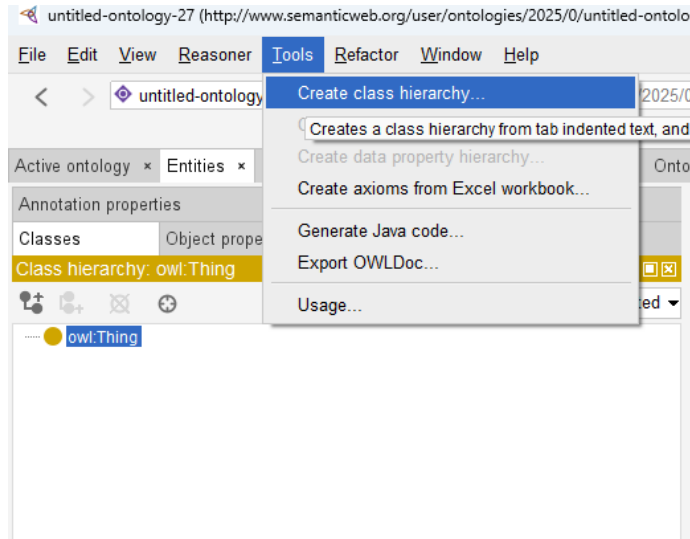 untitled-ontology-27 (http://www.semanticweb.org/user/ontologies/2025/0/untitled-ontolo
File Edit View Reasoner Tools Refactor Window Help
untitled-ontology
Create class hierarchy...
2025/0
Creates a class hierarchy from tab indented text, and
Active ontology × Entities ×
Create data property hierarchy...
Onto
Create axioms from Excel workbook...
Annotation properties
Classes Object prope
Generate Java code...
Class hierarchy: owl:Thing
Export OWLDoc...
Usage...
ted
owl:Thing